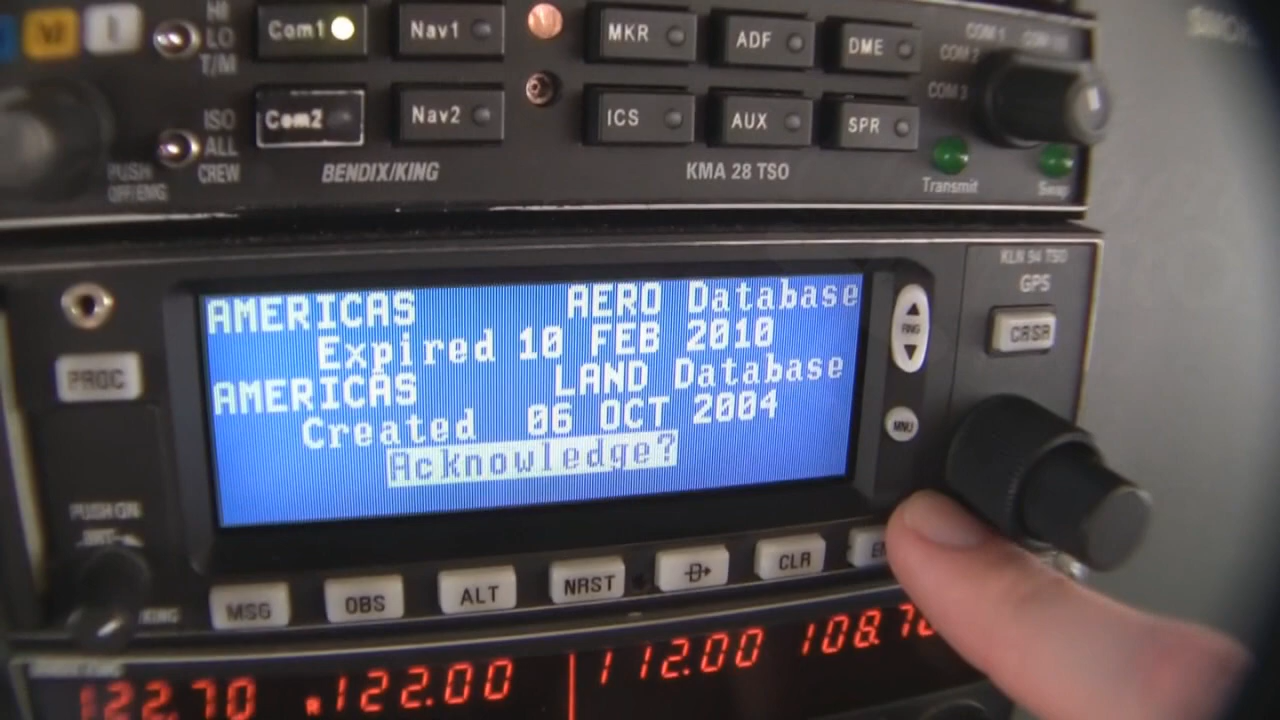 HI
LO
T/M
Com1
Nav1
MKR
ADF
DME
COM 1
COM 2
COM 3
ISO
ALL
CREW
Com2
Nav2
ICS
AUX
SPR
PUSH
OFF/EMG
BENDIX/KING
KMA 28 TSO
Transmit
Swap
KLN 94 TSO
GPS
CRSR
PROC
AMERICAS AERO Database
Expired 10 FEB 2010
AMERICAS LAND Database
Created 06 OCT 2004
Acknowledge?
RNG
MNU
PUSH ON
BRT
MSG
OBS
ALT
NRST
CLR
122.70 122.00 112.00